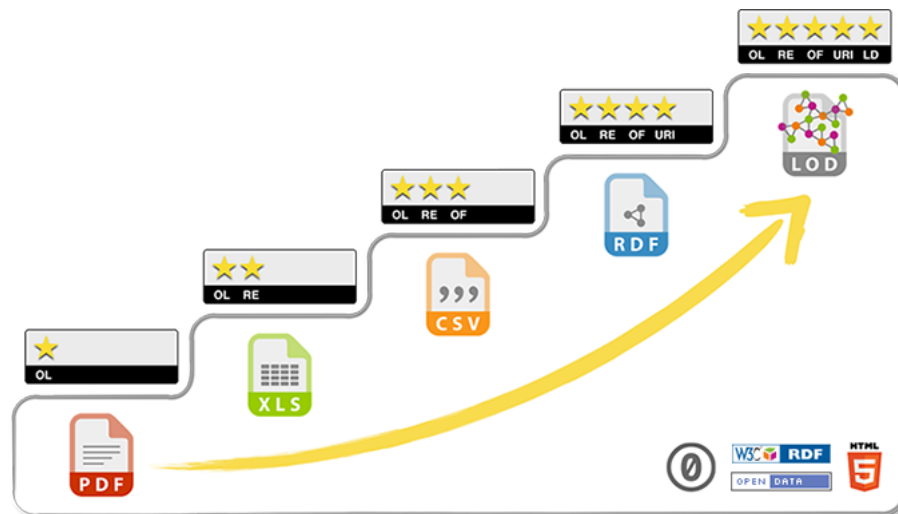 OL RE OF URI LD
LOD
OL RE OF URI
RDF
OL RE OF
,,,
CSV
OL RE
XLS
OL
PDF
0
W3C RDF
OPEN DATA
HTML
5